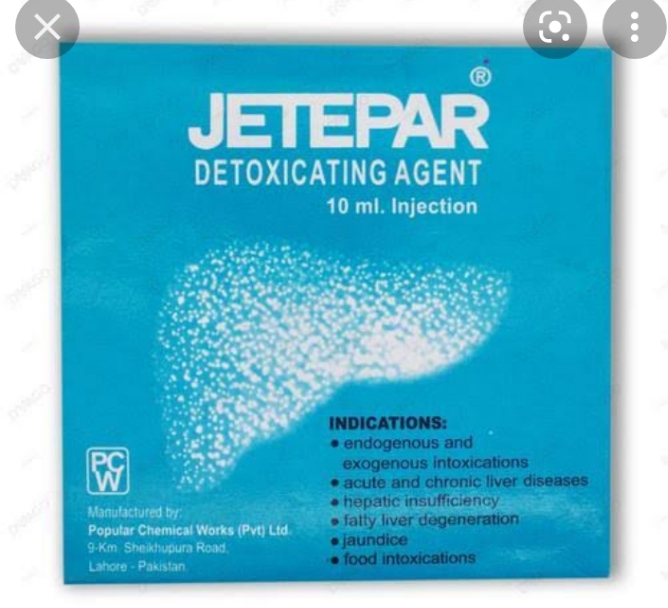 JETEPAR®
DETOXICATING AGENT
10 ml. Injection
INDICATIONS:
• endogenous and
exogenous intoxications
• acute and chronic liver diseases
• hepatic insufficiency
• fatty liver degeneration
• jaundice
• food intoxications
PCW
Manufactured by:
Popular Chemical Works (Pvt) Ltd.
9-Km. Sheikhupura Road,
Lahore - Pakistan.